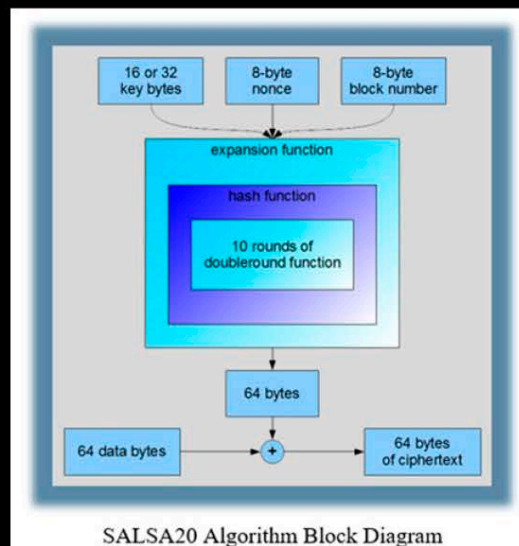 16 or 32
key bytes
8-byte
nonce
8-byte
block number
expansion function
hash function
10 rounds of
doubleround function
64 bytes
64 data bytes
+
64 bytes
of ciphertext
SALSA20 Algorithm Block Diagram